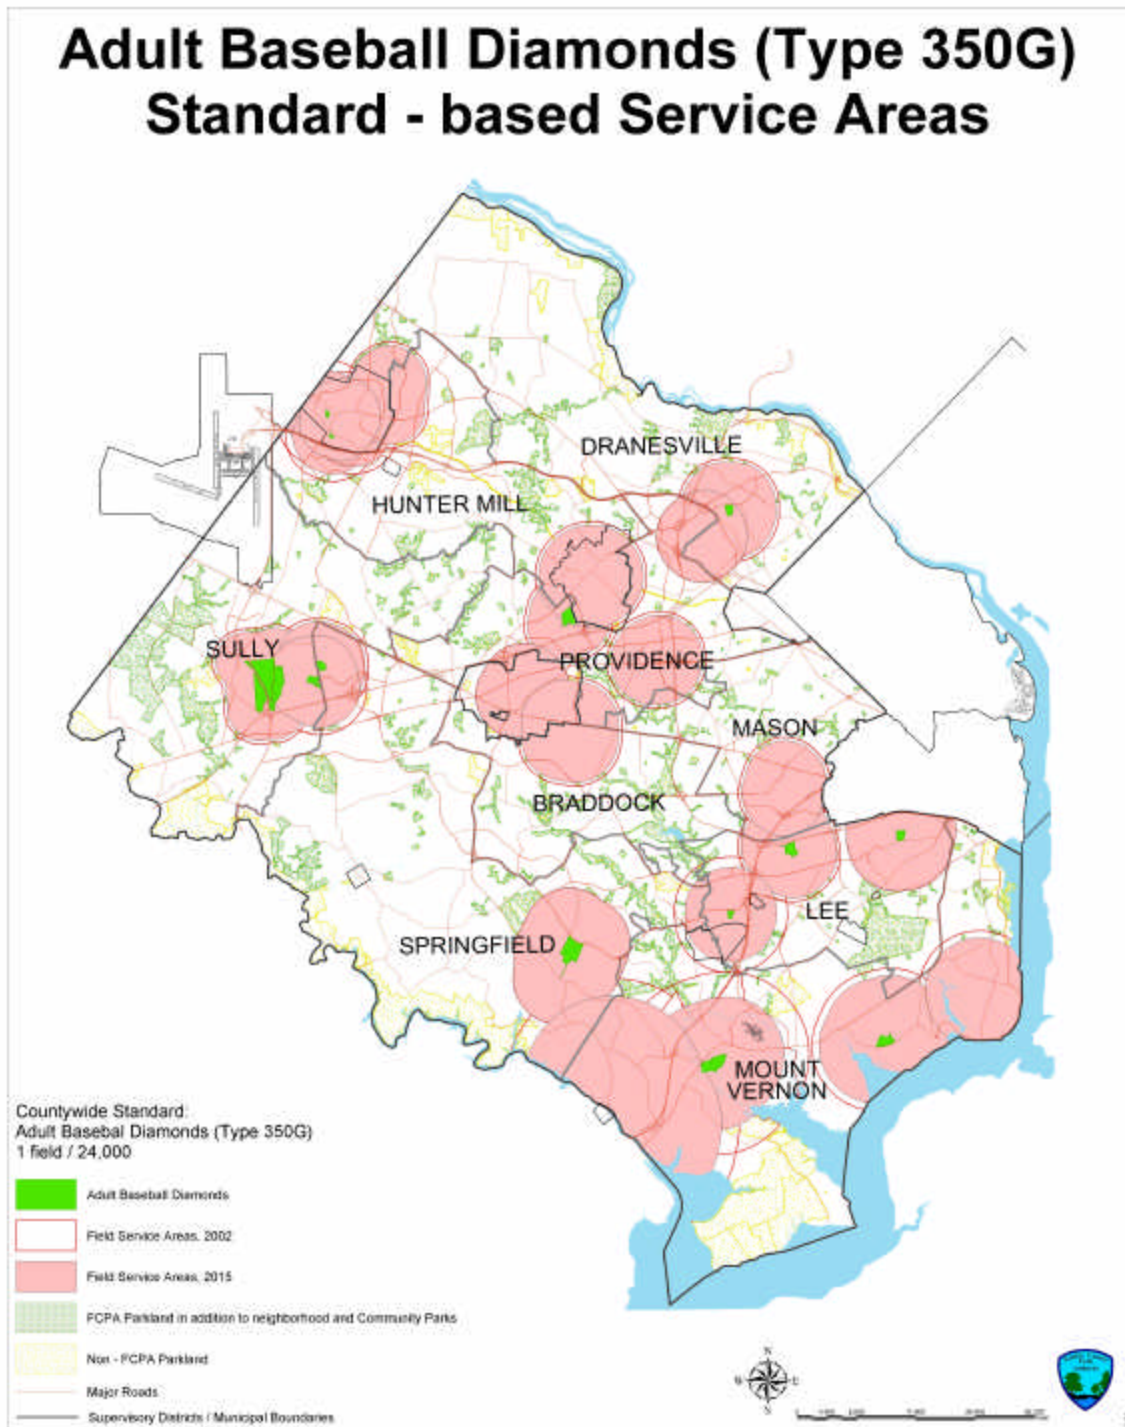 Adult Baseball Diamonds (Type 350G)
Standard - based Service Areas
DRANESVILLE
HUNTER MILL
SULLY
PROVIDENCE
MASON
BRADDOCK
LEE
SPRINGFIELD
MOUNT
VERNON
Countywide Standard:
Adult Basebal Diamonds (Type 350G)
1 field / 24,000
Adult Baseball Diamonds
Field Service Areas, 2002
Field Service Areas, 2015
FCPA Parkland in addition to neighborhood and Community Parks
Non - FCPA Parkland
Major Roads
Supervisory Districts / Municipal Boundaries
N
W E
S